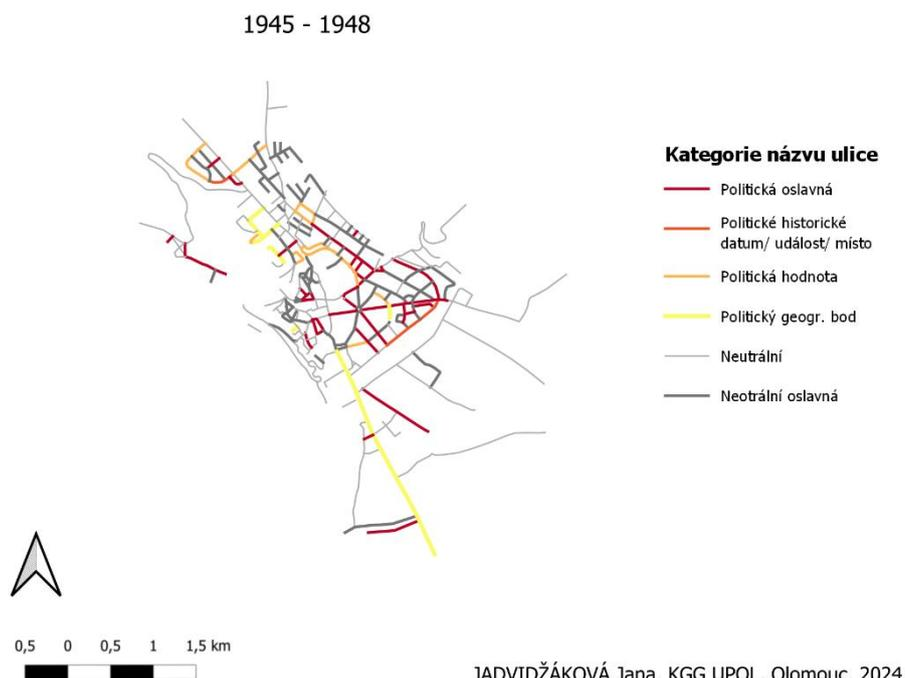 1945 - 1948
Kategorie názvu ulice
Politická oslavná
Politické historické
datum/ událost/ místo
Politická hodnota
Politický geogr. bod
Neutrální
Neotrální oslavná
0,5 0 0,5 1 1,5 km
JADVIDŽÁKOVÁ Jana, KGG UPOL, Olomouc, 2024